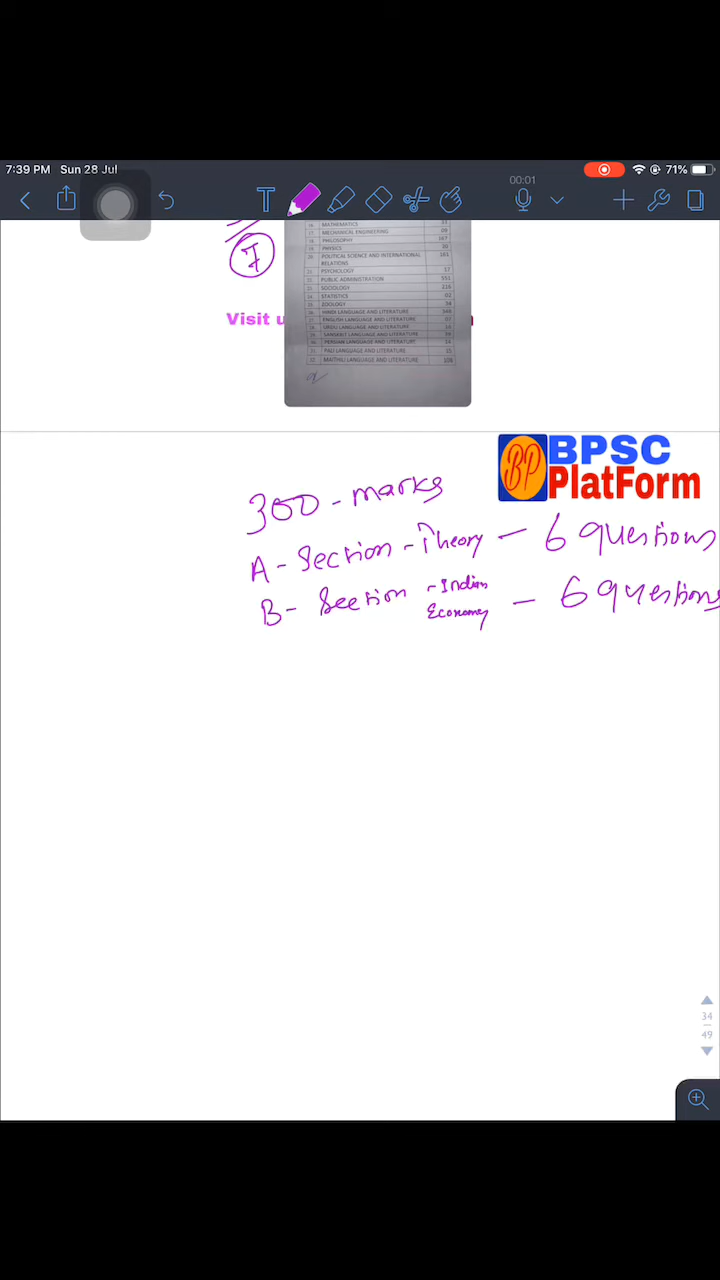 7:39 PM Sun 28 Jul
71%
00:01
T
7
MATHEMATICS
MECHANICAL ENGINEERING
PHILOSOPHY 167
PHYSICS
POLITICAL SCIENCE AND INTERNATIONAL
RELATIONS
PSYCHOLOGY
PUBLIC ADMINISTRATION 551
SOCIOLOGY
STATISTICS
ZOOLOGY
HINDI LANGUAGE AND LITERATURE
ENGLISH LANGUAGE AND LITERATURE
URDU LANGUAGE AND LITERATURE
SANSKRIT LANGUAGE AND LITERATURE
PERSIAN LANGUAGE AND LITERATURE
PALI LANGUAGE AND LITERATURE
MAITHILI LANGUAGE AND LITERATURE
Visit
BP BPSC
PlatForm
300 - marks
A - Section - Theory - 6 questions
B - Section - Indian
Economy - 6 questions
34
49